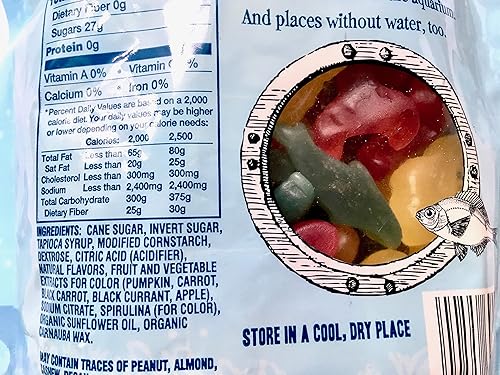 Dietary Fiber 0g
Sugars 27g
Protein 0g
Vitamin A 0% • Vitamin C 0%
Calcium 0% • Iron 0%
*Percent Daily Values are based on a 2,000
calorie diet. Your daily values may be higher
or lower depending on your calorie needs:
Calories: 2,000 2,500
Total Fat Less than 65g 80g
Sat Fat Less than 20g 25g
Cholesterol Less than 300mg 300mg
Sodium Less than 2,400mg 2,400mg
Total Carbohydrate 300g 375g
Dietary Fiber 25g 30g
INGREDIENTS: CANE SUGAR, INVERT SUGAR,
TAPIOCA SYRUP, MODIFIED CORNSTARCH,
DEXTROSE, CITRIC ACID (ACIDIFIER),
NATURAL FLAVORS, FRUIT AND VEGETABLE
EXTRACTS FOR COLOR (PUMPKIN, CARROT,
BLACK CARROT, BLACK CURRANT, APPLE),
SODIUM CITRATE, SPIRULINA (FOR COLOR),
ORGANIC SUNFLOWER OIL, ORGANIC
CARNAUBA WAX.
MAY CONTAIN TRACES OF PEANUT, ALMOND,
aquarium.
And places without water, too.
STORE IN A COOL, DRY PLACE